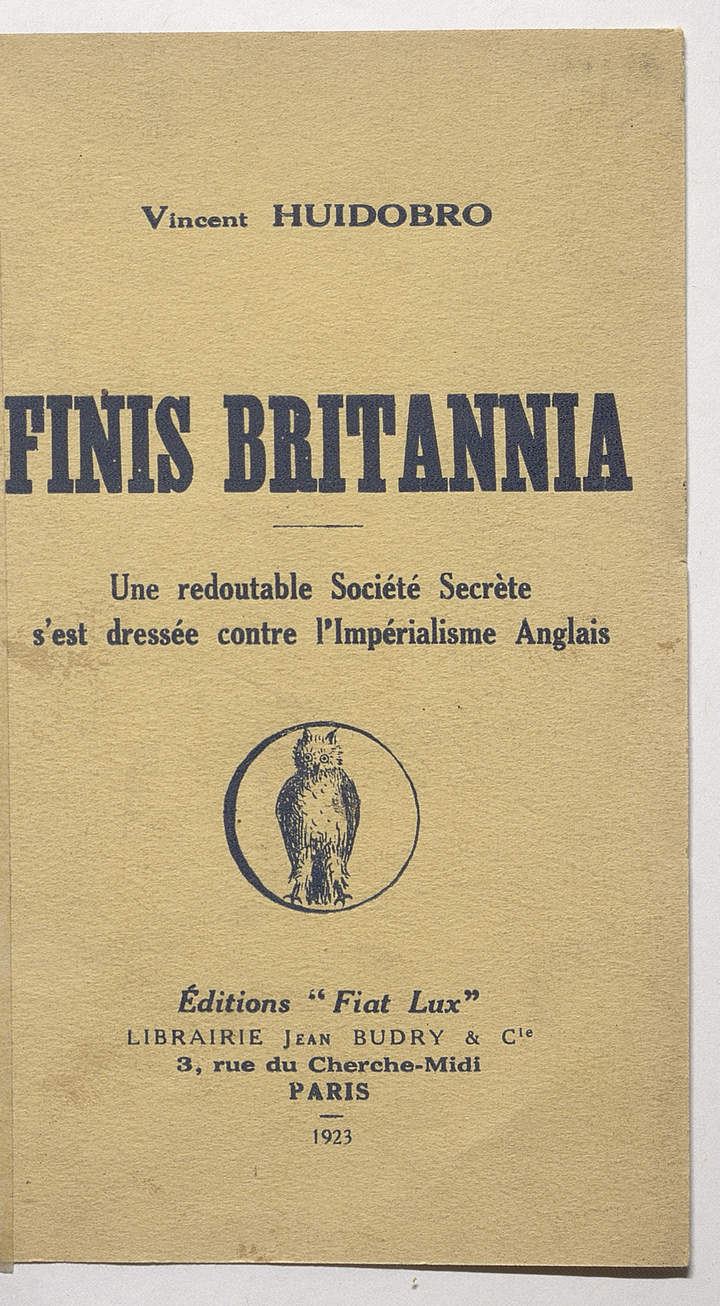 Vincent HUIDOBRO
FINIS BRITANNIA
Une redoutable Société Secrète
s'est dressée contre l'Impérialisme Anglais
Éditions “Fiat Lux”
LIBRAIRIE JEAN BUDRY & Cie
3, rue du Cherche-Midi
PARIS
1923